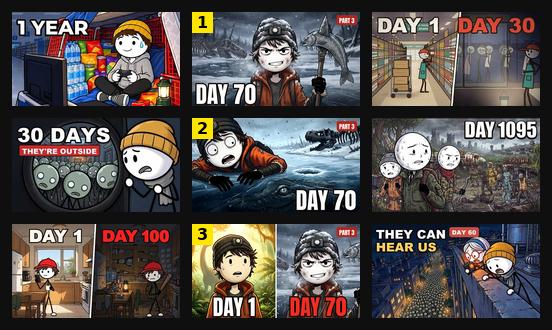 1 YEAR
1
PART 3
DAY 70
DAY 1
DAY 30
30 DAYS
THEY'RE OUTSIDE
2
PART 3
DAY 70
DAY 1095
DAY 1
DAY 100
3
PART 3
DAY 1
DAY 70
THEY CAN
HEAR US
DAY 60